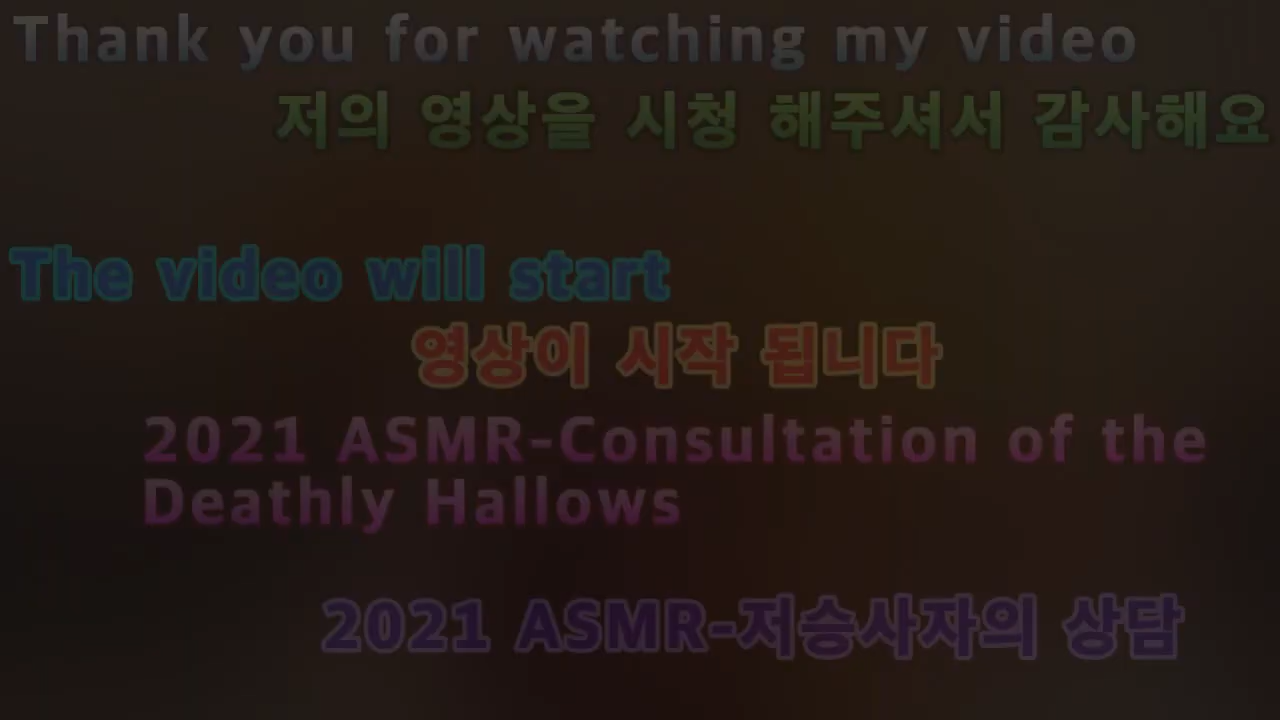 Thank you for watching my video
저의 영상을 시청 해주셔서 감사해요
The video will start
영상이 시작 됩니다
2021 ASMR-Consultation of the
Deathly Hallows
2021 ASMR-저승사자의 상담